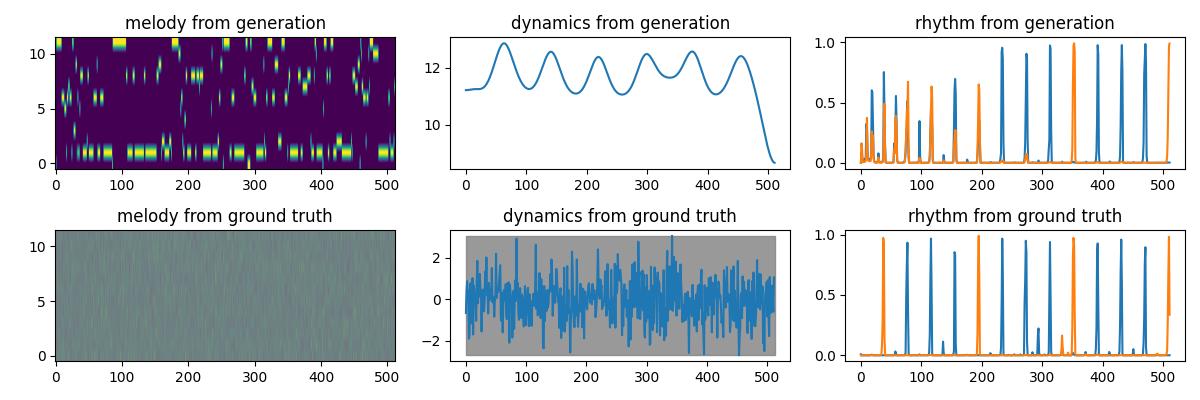 melody from generation
10
5
0
0 100 200 300 400 500
dynamics from generation
12
10
0 100 200 300 400 500
rhythm from generation
1.0
0.5
0.0
0 100 200 300 400 500
melody from ground truth
10
5
0
0 100 200 300 400 500
dynamics from ground truth
2
0
−2
0 100 200 300 400 500
rhythm from ground truth
1.0
0.5
0.0
0 100 200 300 400 500